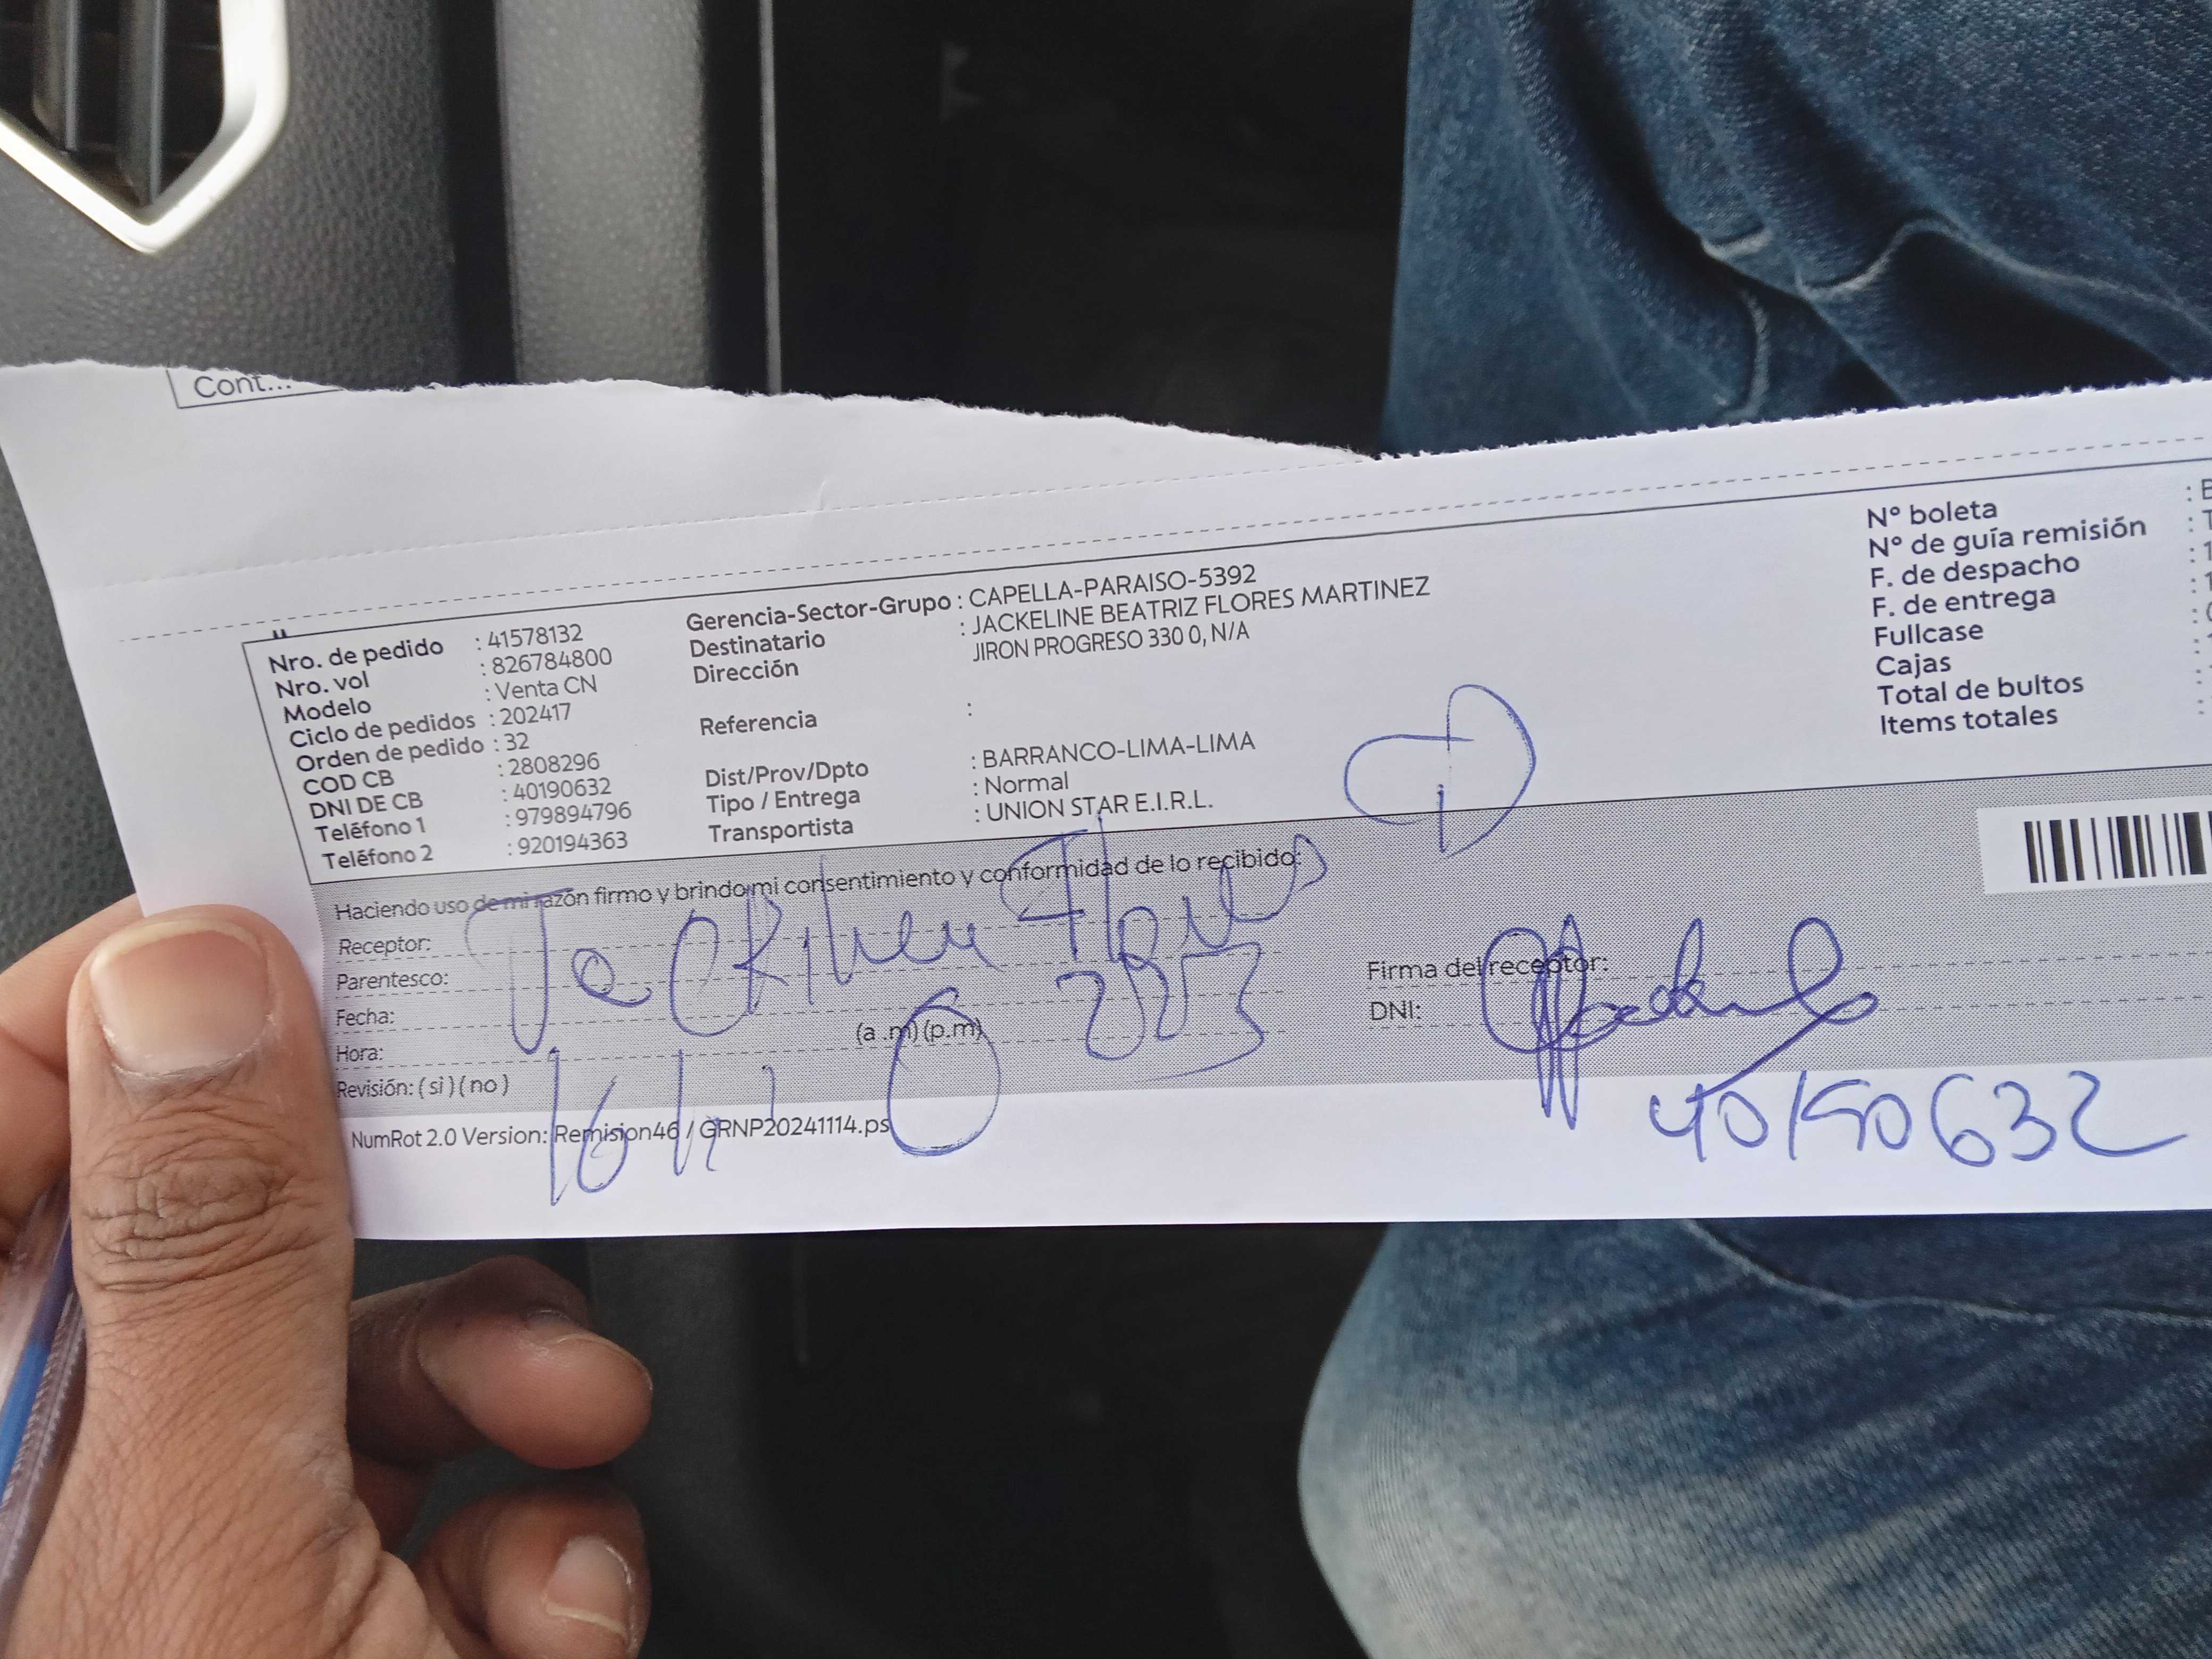 Cont...
Nro. de pedido : 41578132
Nro. vol : 826784800
Modelo : Venta CN
Ciclo de pedidos : 202417
Orden de pedido : 32
COD CB : 2808296
DNI DE CB : 40190632
Teléfono 1 : 979894796
Teléfono 2 : 920194363
Gerencia-Sector-Grupo : CAPELLA-PARAISO-5392
Destinatario : JACKELINE BEATRIZ FLORES MARTINEZ
Dirección JIRON PROGRESO 330 0, N/A
Referencia :
Dist/Prov/Dpto : BARRANCO-LIMA-LIMA
Tipo / Entrega : Normal
Transportista : UNION STAR E.I.R.L.
N° boleta : B
N° de guía remisión : T
F. de despacho : 1
F. de entrega : 1
Fullcase
Cajas :
Total de bultos :
Items totales :
Haciendo uso de mi razón firmo y brindo mi consentimiento y conformidad de lo recibido:
Receptor:
Parentesco:
Fecha:
Hora: (a .m) (p.m)
Revisión: ( si ) ( no )
Firma del receptor:
DNI: 40190632
NumRot 2.0 Version: Remision46 / GRNP20241114.ps